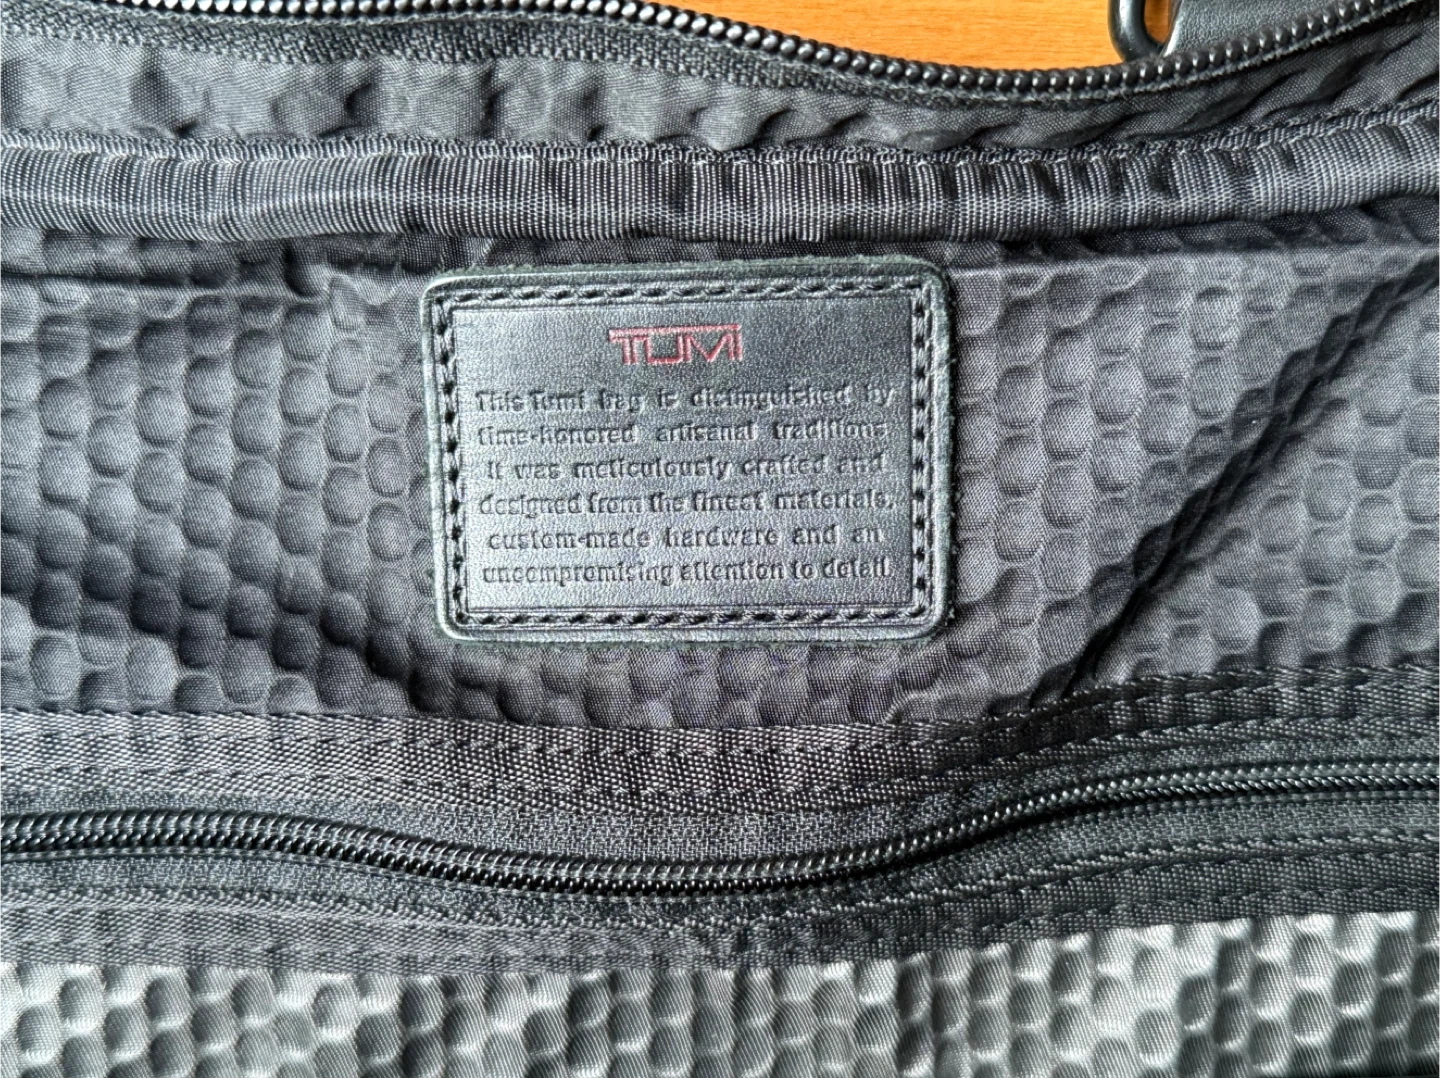 TUMI
This Tumi bag is distinguished by
time-honored artisanal traditions
It was meticulously crafted and
designed from the finest materials,
custom-made hardware and an
uncompromising attention to detail.